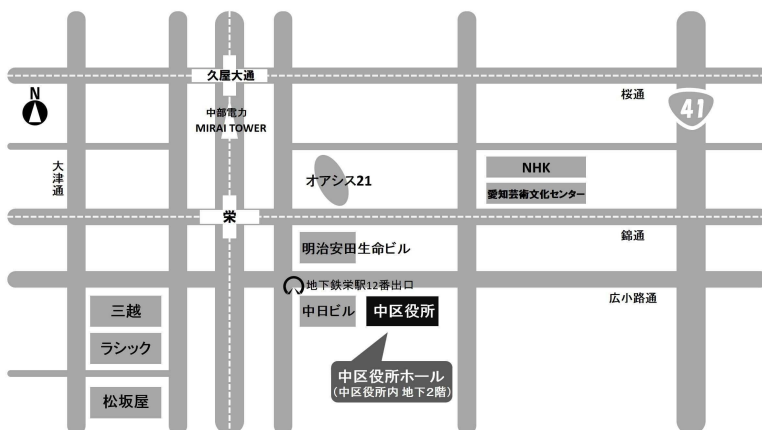 久屋大通
桜通
N
中部電力
MIRAI TOWER
41
大津通
オアシス21
NHK
愛知芸術文化センター
栄
錦通
明治安田生命ビル
地下鉄栄駅12番出口
広小路通
三越
中日ビル
中区役所
ラシック
中区役所ホール
(中区役所内 地下2階)
松坂屋